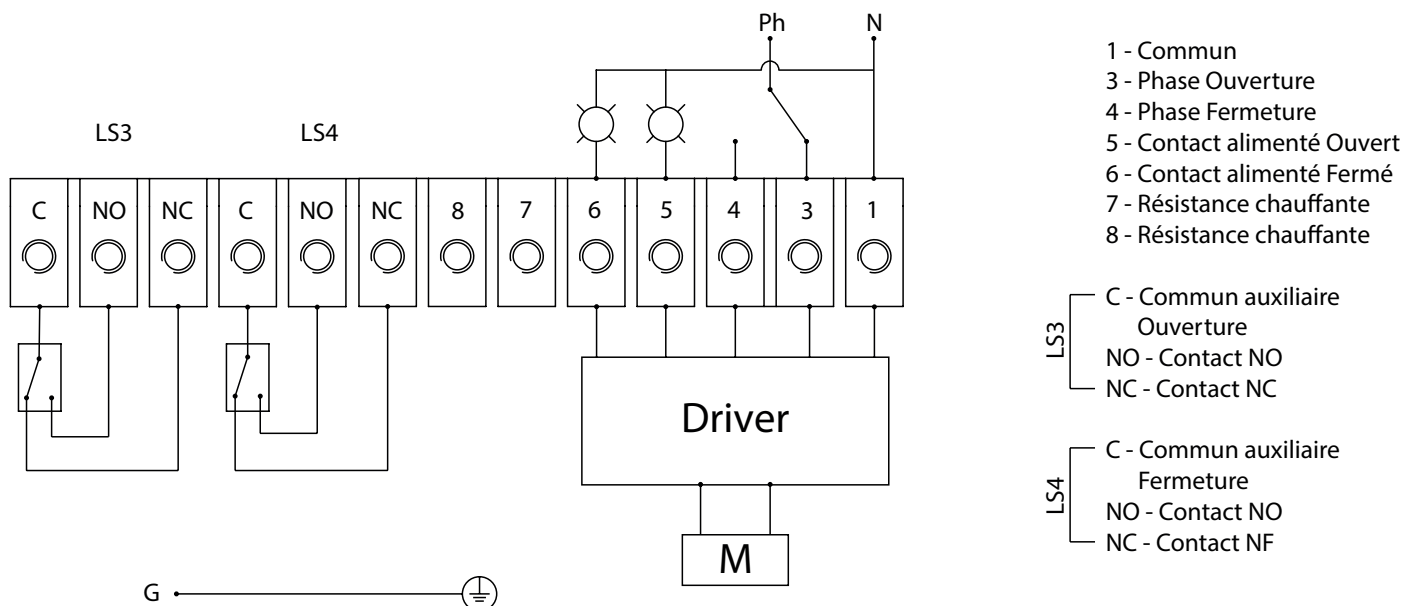 Ph N
LS3 LS4
C NO NC C NO NC 8 7 6 5 4 3 1
Driver
M
G
1 - Commun
3 - Phase Ouverture
4 - Phase Fermeture
5 - Contact alimenté Ouvert
6 - Contact alimenté Fermé
7 - Résistance chauffante
8 - Résistance chauffante
LS3
C - Commun auxiliaire
Ouverture
NO - Contact NO
NC - Contact NC
LS4
C - Commun auxiliaire
Fermeture
NO - Contact NO
NC - Contact NF